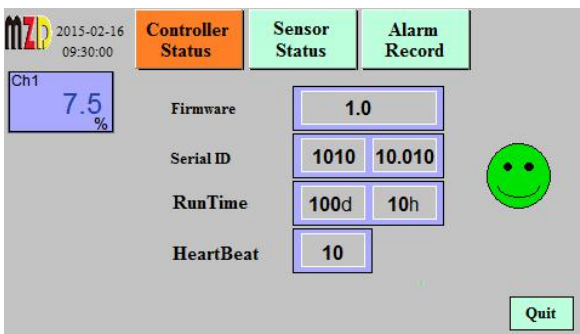 MZD 2015-02-16
09:30:00
Controller Status
Sensor Status
Alarm Record
Ch1
7.5
%
Firmware 1.0
Serial ID 1010 10.010
RunTime 100d 10h
HeartBeat 10
Quit